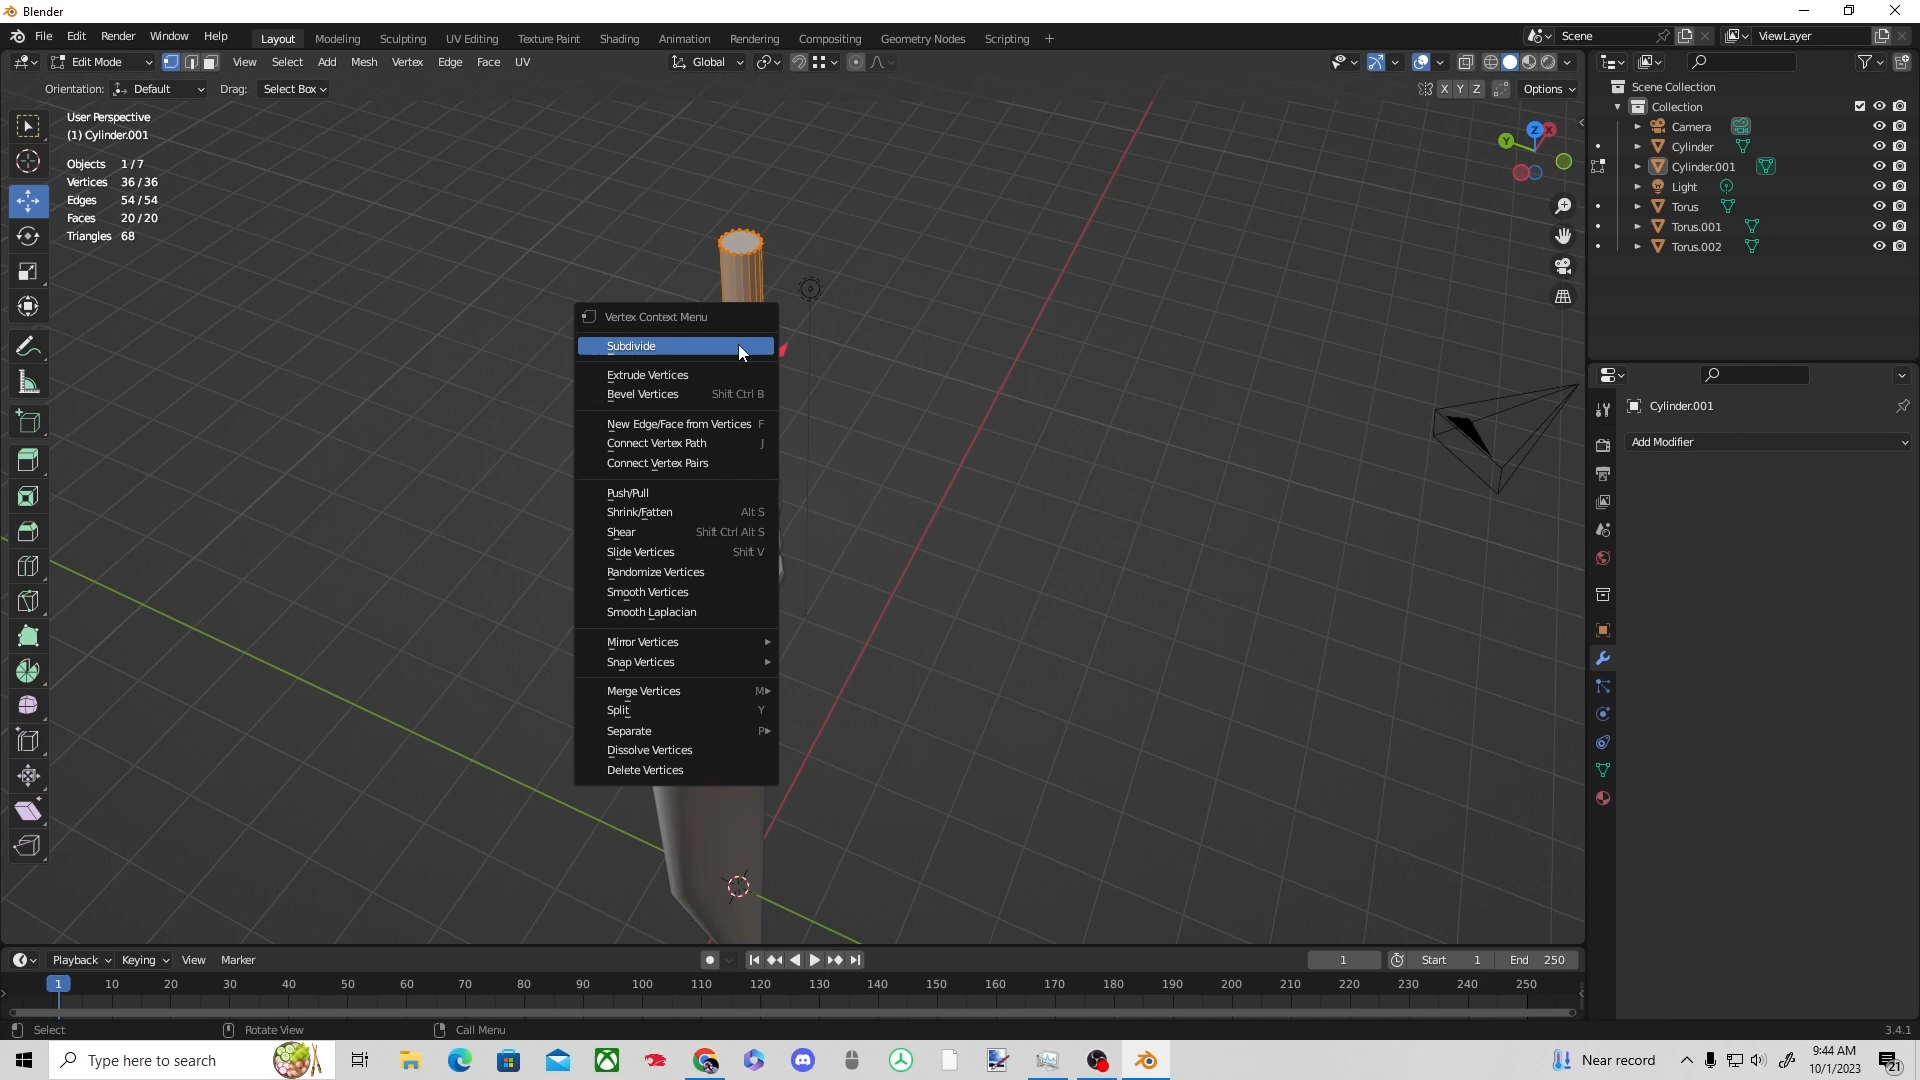 Blender
File Edit Render Window Help
Layout Modeling Sculpting UV Editing Texture Paint Shading Animation Rendering Compositing Geometry Nodes Scripting +
Scene
ViewLayer
Edit Mode View Select Add Mesh Vertex Edge Face UV
Global
Orientation: Default Drag: Select Box
X Y Z Options
User Perspective
(1) Cylinder.001
Objects 1/7
Vertices 36/36
Edges 54/54
Faces 20/20
Triangles 68
Z X Y
Scene Collection
Collection
Camera
Cylinder
Cylinder.001
Light
Torus
Torus.001
Torus.002
Cylinder.001
Add Modifier
Vertex Context Menu
Subdivide
Extrude Vertices
Bevel Vertices Shift Ctrl B
New Edge/Face from Vertices F
Connect Vertex Path J
Connect Vertex Pairs
Push/Pull
Shrink/Fatten Alt S
Shear Shift Ctrl Alt S
Slide Vertices Shift V
Randomize Vertices
Smooth Vertices
Smooth Laplacian
Mirror Vertices
Snap Vertices
Merge Vertices M
Split Y
Separate P
Dissolve Vertices
Delete Vertices
Playback Keying View Marker
1 Start 1 End 250
1 10 20 30 40 50 60 70 80 90 100 110 120 130 140 150 160 170 180 190 200 210 220 230 240 250
Select Rotate View Call Menu 3.4.1
Type here to search
Near record
9:44 AM
10/1/2023
21